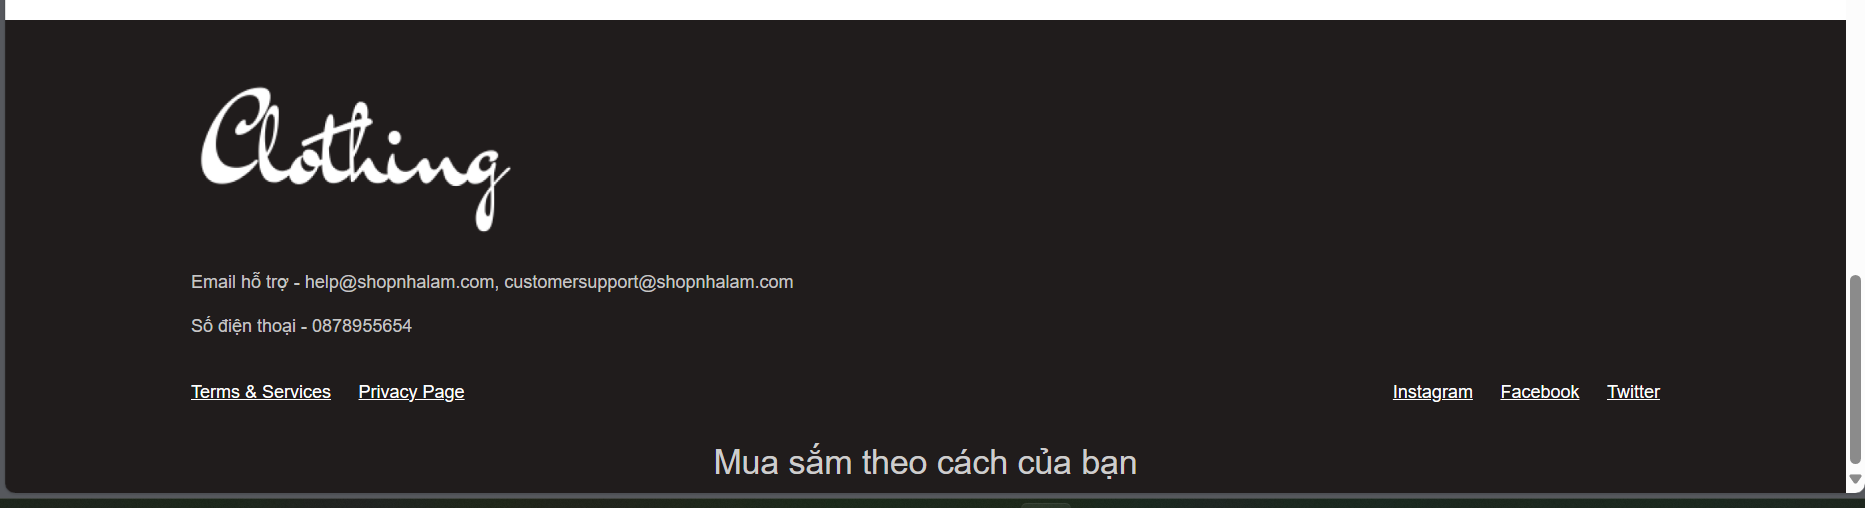 Clothing
Email hỗ trợ - help@shopnhalam.com, customersupport@shopnhalam.com
Số điện thoại - 0878955654
Terms & Services Privacy Page Instagram Facebook Twitter
Mua sắm theo cách của bạn